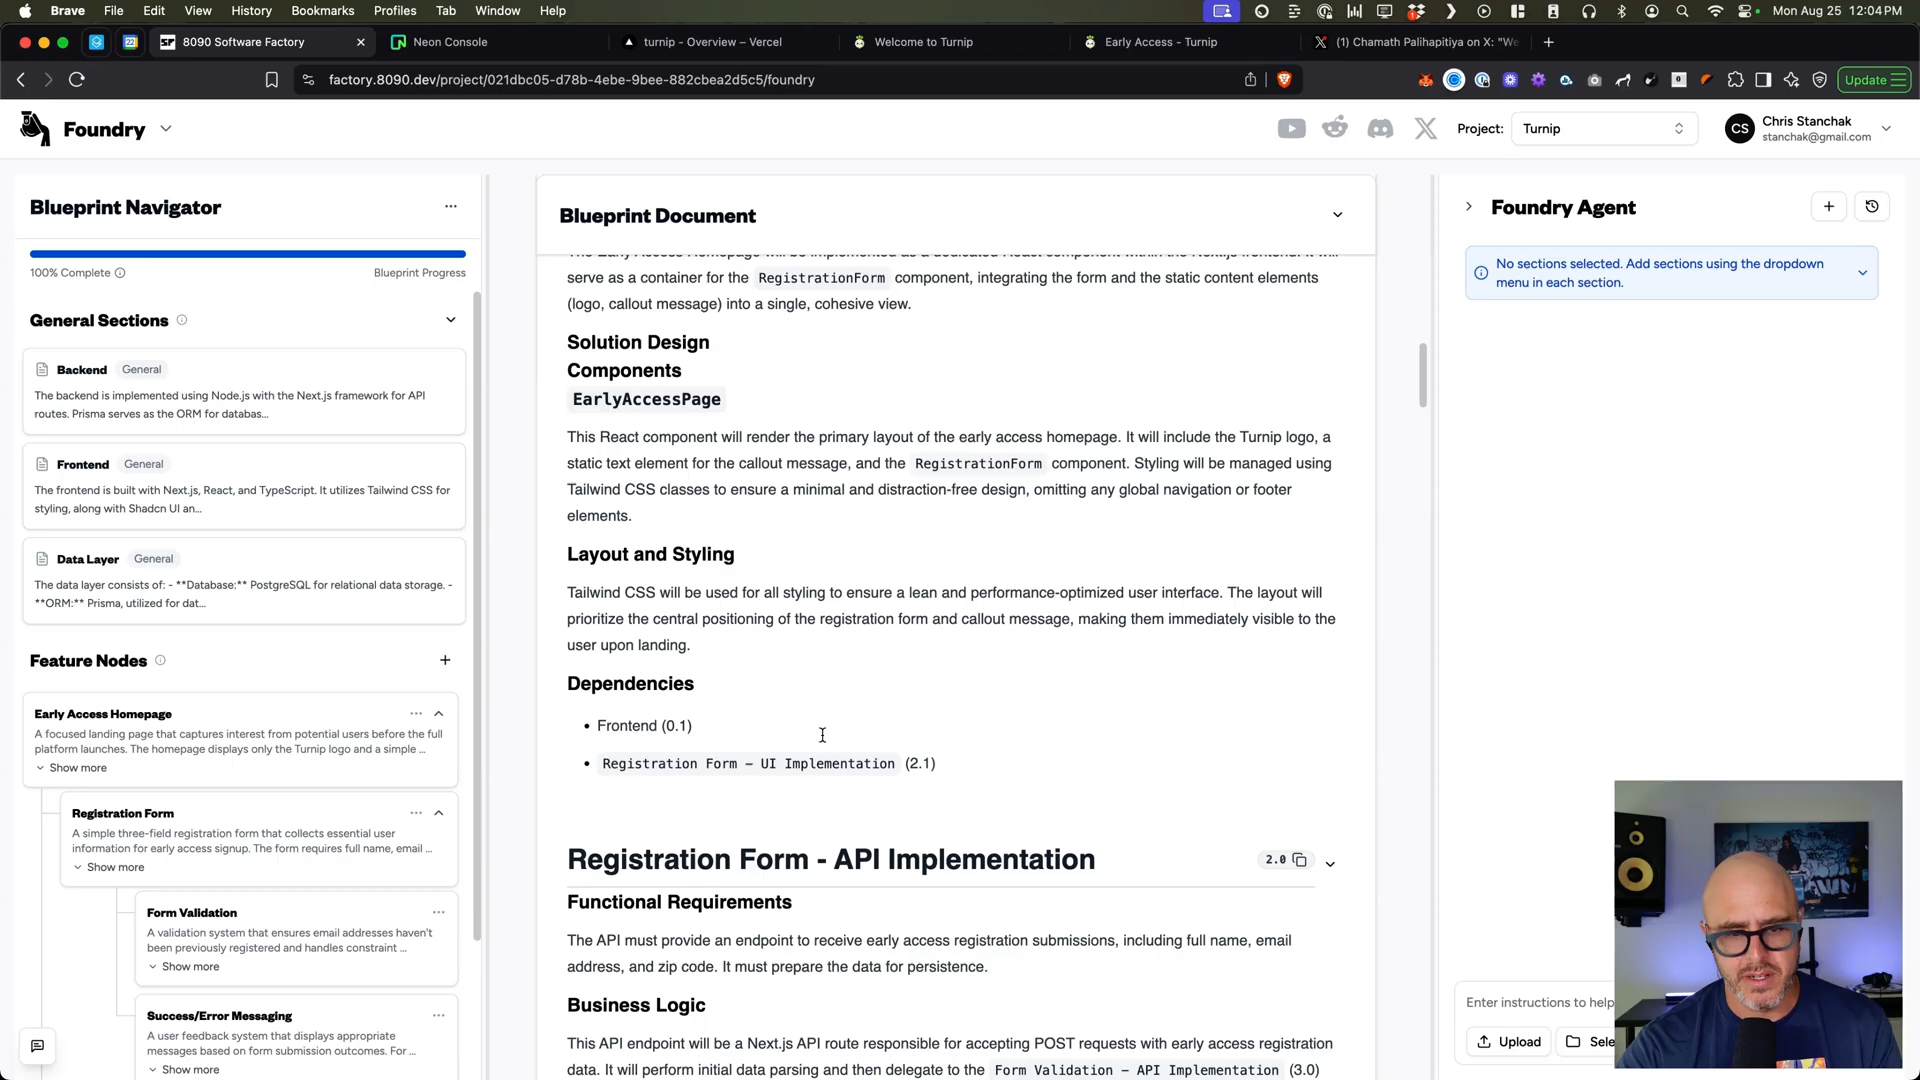 Brave File Edit View History Bookmarks Profiles Tab Window Help
Mon Aug 25 12:04 PM
8090 Software Factory
Neon Console
turnip - Overview – Vercel
Welcome to Turnip
Early Access - Turnip
(1) Chamath Palihapitiya on X: "We
factory.8090.dev/project/021dbc05-d78b-4ebe-9bee-882cbea2d5c5/foundry
Update
Foundry
Project:
Turnip
CS
Chris Stanchak
stanchak@gmail.com
Blueprint Navigator
100% Complete
Blueprint Progress
General Sections
Backend General
The backend is implemented using Node.js with the Next.js framework for API
routes. Prisma serves as the ORM for databas...
Frontend General
The frontend is built with Next.js, React, and TypeScript. It utilizes Tailwind CSS for
styling, along with Shadcn UI an...
Data Layer General
The data layer consists of: - **Database:** PostgreSQL for relational data storage. -
**ORM:** Prisma, utilized for dat...
Feature Nodes
Early Access Homepage
A focused landing page that captures interest from potential users before the full
platform launches. The homepage displays only the Turnip logo and a simple ...
Show more
Registration Form
A simple three-field registration form that collects essential user
information for early access signup. The form requires full name, email ...
Show more
Form Validation
A validation system that ensures email addresses haven't
been previously registered and handles constraint ...
Show more
Success/Error Messaging
A user feedback system that displays appropriate
messages based on form submission outcomes. For ...
Show more
Blueprint Document
The Early Access Homepage will be implemented as a dedicated React component within the Next.js frontend. It will
serve as a container for the RegistrationForm component, integrating the form and the static content elements
(logo, callout message) into a single, cohesive view.
Solution Design
Components
EarlyAccessPage
This React component will render the primary layout of the early access homepage. It will include the Turnip logo, a
static text element for the callout message, and the RegistrationForm component. Styling will be managed using
Tailwind CSS classes to ensure a minimal and distraction-free design, omitting any global navigation or footer
elements.
Layout and Styling
Tailwind CSS will be used for all styling to ensure a lean and performance-optimized user interface. The layout will
prioritize the central positioning of the registration form and callout message, making them immediately visible to the
user upon landing.
Dependencies
• Frontend (0.1)
• Registration Form – UI Implementation (2.1)
Registration Form - API Implementation
2.0
Functional Requirements
The API must provide an endpoint to receive early access registration submissions, including full name, email
address, and zip code. It must prepare the data for persistence.
Business Logic
This API endpoint will be a Next.js API route responsible for accepting POST requests with early access registration
data. It will perform initial data parsing and then delegate to the Form Validation – API Implementation (3.0)
Foundry Agent
No sections selected. Add sections using the dropdown
menu in each section.
Enter instructions to help
Upload
Sele